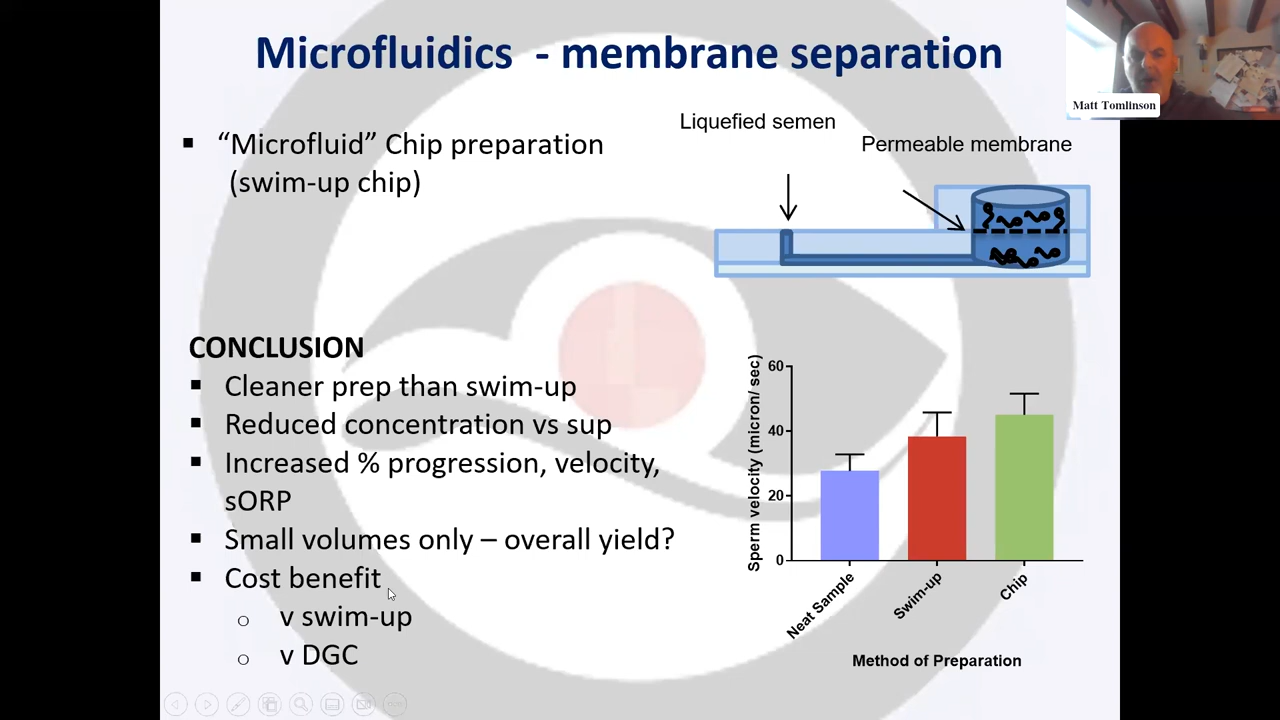 Microfluidics - membrane separation
Matt Tomlinson
▪ “Microfluid” Chip preparation
(swim-up chip)
Liquefied semen
Permeable membrane
CONCLUSION
▪ Cleaner prep than swim-up
▪ Reduced concentration vs sup
▪ Increased % progression, velocity,
sORP
▪ Small volumes only – overall yield?
▪ Cost benefit
○ v swim-up
○ v DGC
Sperm velocity (micron/ sec)
60
40
20
0
Neat Sample
Swim-up
Chip
Method of Preparation